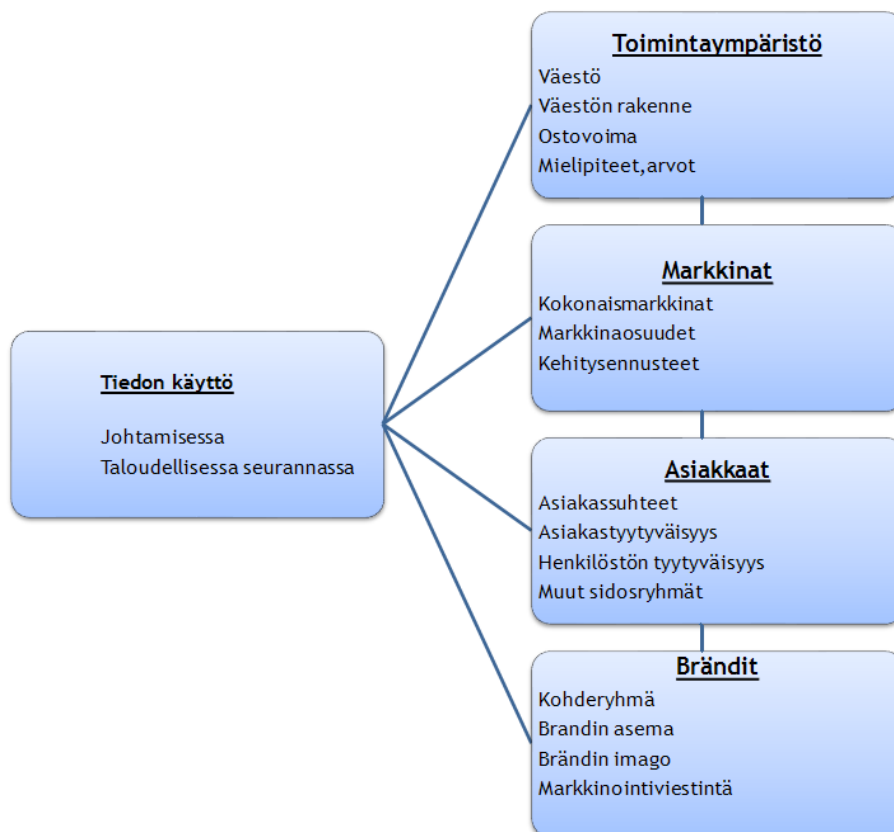 Tiedon käyttö
Johtamisessa
Taloudellisessa seurannassa
Toimintaympäristö
Väestö
Väestön rakenne
Ostovoima
Mielipiteet,arvot
Markkinat
Kokonaismarkkinat
Markkinaosuudet
Kehitysennusteet
Asiakkaat
Asiakassuhteet
Asiakastyytyväisyys
Henkilöstön tyytyväisyys
Muut sidosryhmät
Brändit
Kohderyhmä
Brandin asema
Brändin imago
Markkinointiviestintä